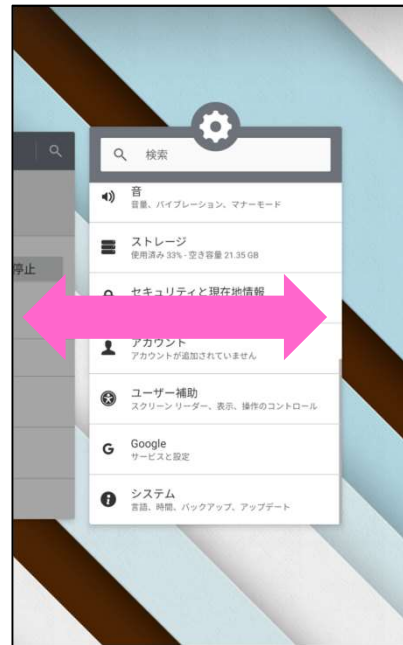 検索
停止
音
音量、バイブレーション、マナーモード
ストレージ
使用済み 33% - 空き容量 21.35 GB
セキュリティと現在地情報
アカウント
アカウントが追加されていません
ユーザー補助
スクリーン リーダー、表示、操作のコントロール
Google
サービスと設定
システム
言語、時間、バックアップ、アップデート